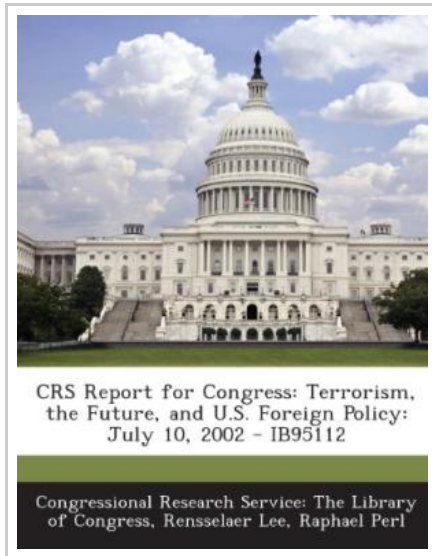 CRS Report for Congress: Terrorism,
the Future, and U.S. Foreign Policy:
July 10, 2002 - IB95112
Congressional Research Service: The Library
of Congress, Rensselaer Lee, Raphael Perl